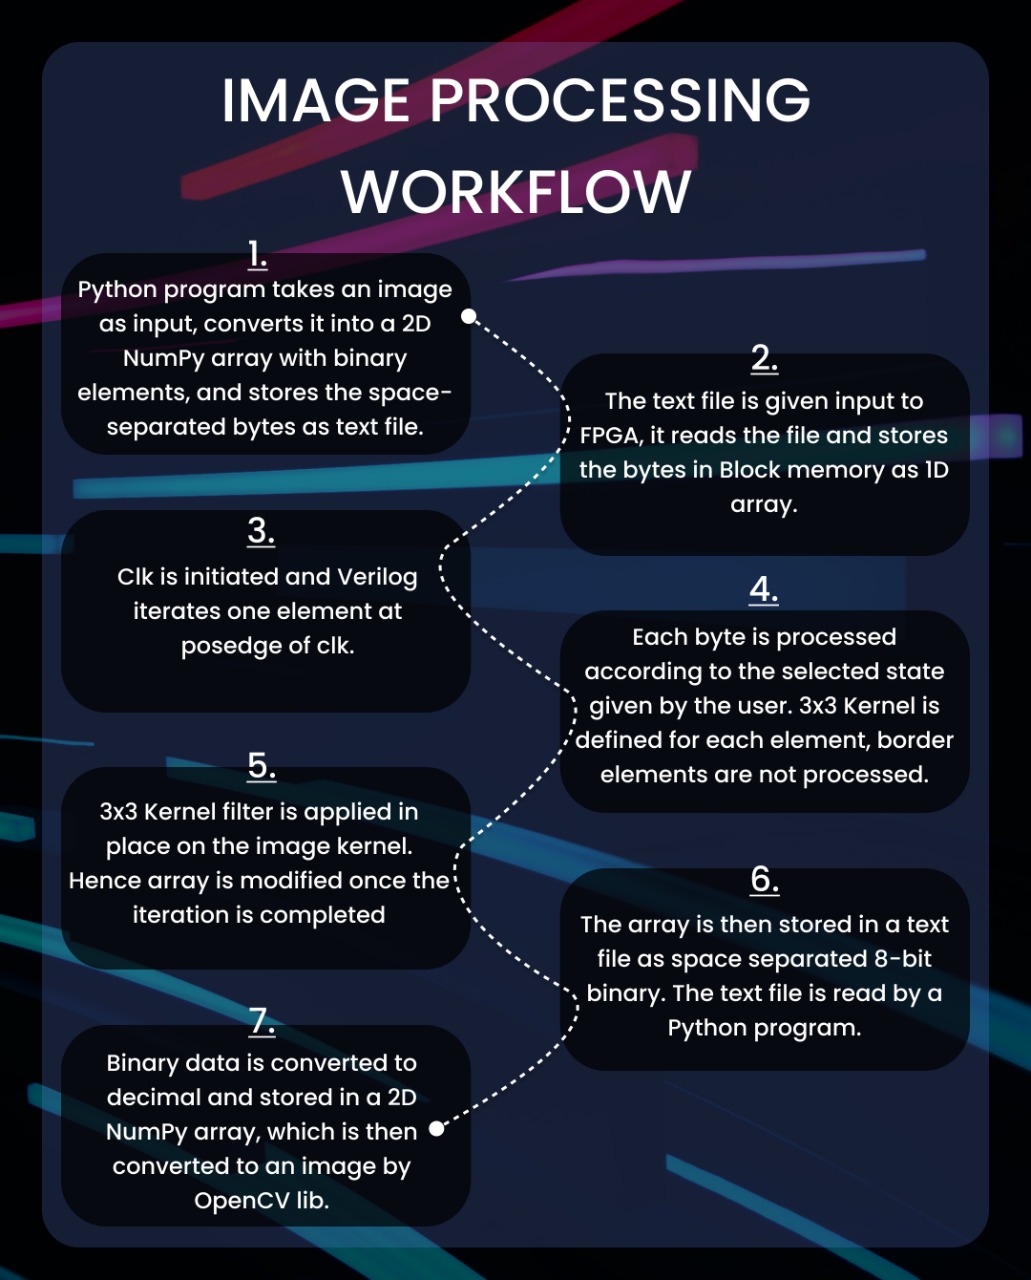 IMAGE PROCESSING
WORKFLOW
1.
Python program takes an image
as input, converts it into a 2D
NumPy array with binary
elements, and stores the space-
separated bytes as text file.
2.
The text file is given input to
FPGA, it reads the file and stores
the bytes in Block memory as 1D
array.
3.
Clk is initiated and Verilog
iterates one element at
posedge of clk.
4.
Each byte is processed
according to the selected state
given by the user. 3x3 Kernel is
defined for each element, border
elements are not processed.
5.
3x3 Kernel filter is applied in
place on the image kernel.
Hence array is modified once the
iteration is completed
6.
The array is then stored in a text
file as space separated 8-bit
binary. The text file is read by a
Python program.
7.
Binary data is converted to
decimal and stored in a 2D
NumPy array, which is then
converted to an image by
OpenCV lib.